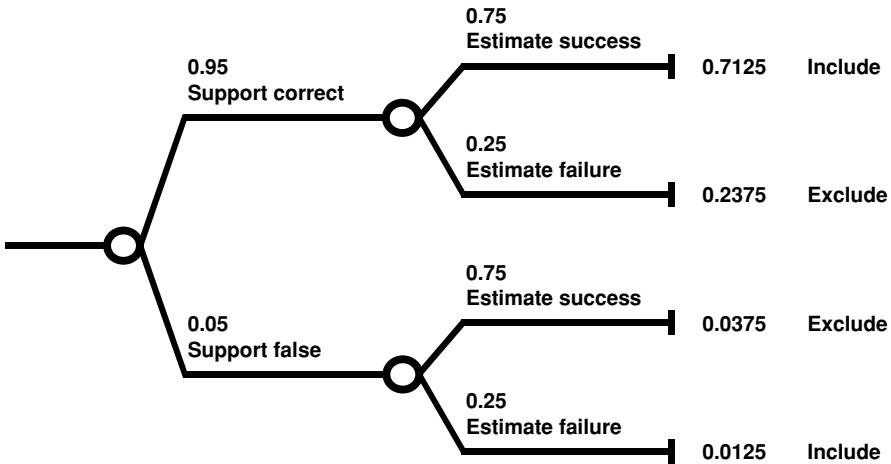 0.75
Estimate success
0.95
0.7125 Include
Support correct
0.25
Estimate failure
0.2375 Exclude
0.75
Estimate success
0.05
0.0375 Exclude
Support false
0.25
Estimate failure
0.0125 Include